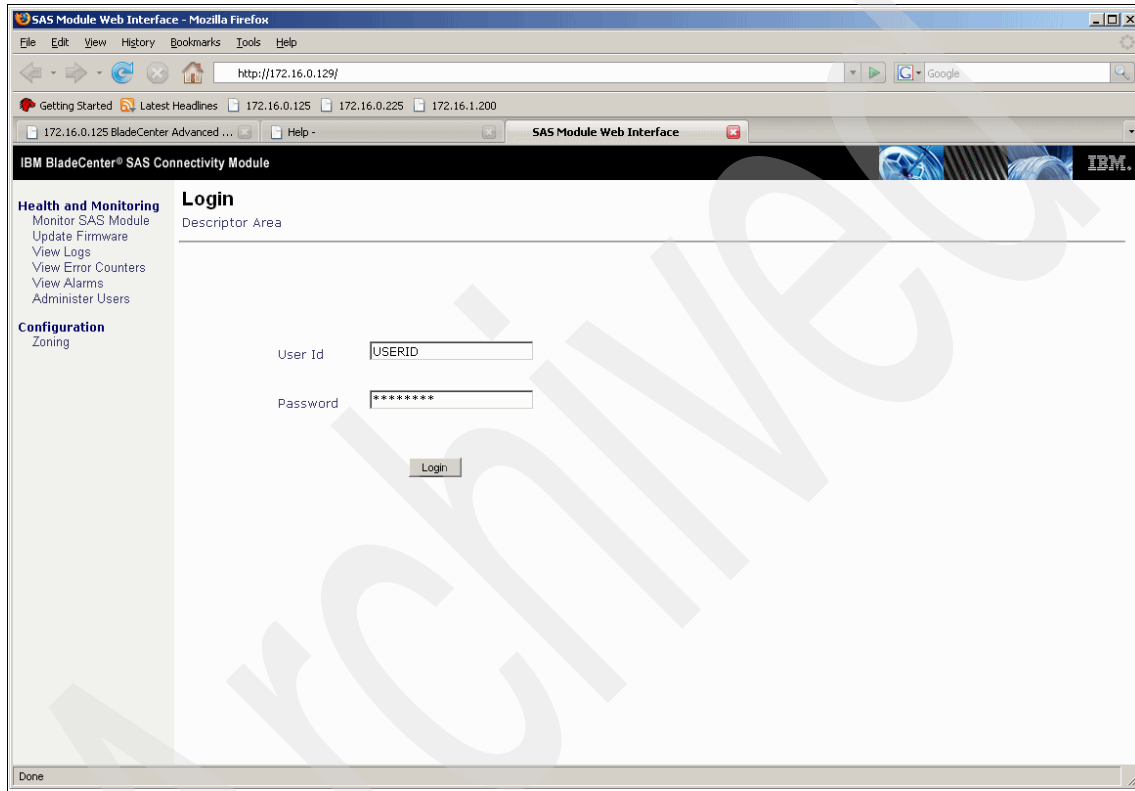 SAS Module Web Interface - Mozilla Firefox
File Edit View History Bookmarks Tools Help
http://172.16.0.129/
G Google
Getting Started Latest Headlines 172.16.0.125 172.16.0.225 172.16.1.200
172.16.0.125 BladeCenter Advanced ... Help - SAS Module Web Interface
IBM BladeCenter® SAS Connectivity Module IBM.
Login
Descriptor Area
Health and Monitoring
Monitor SAS Module
Update Firmware
View Logs
View Error Counters
View Alarms
Administer Users
Configuration
Zoning
User Id USERID
Password ********
Login
Done
Archived